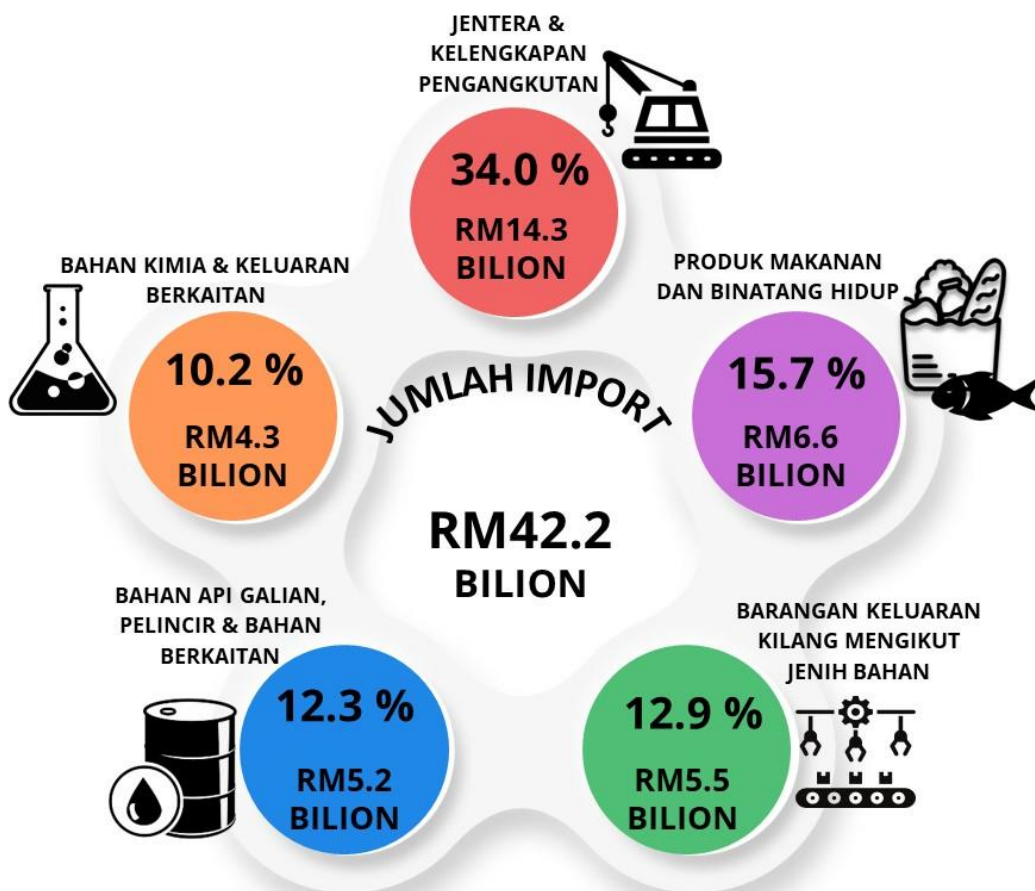 JENTERA &
KELENGKAPAN
PENGANGKUTAN
34.0 %
RM14.3
BILION
BAHAN KIMIA & KELUARAN
BERKAITAN
10.2 %
RM4.3
BILION
PRODUK MAKANAN
DAN BINATANG HIDUP
15.7 %
RM6.6
BILION
JUMLAH IMPORT
RM42.2
BILION
BAHAN API GALIAN,
PELINCIR & BAHAN
BERKAITAN
12.3 %
RM5.2
BILION
BARANGAN KELUARAN
KILANG MENGIKUT
JENIH BAHAN
12.9 %
RM5.5
BILION